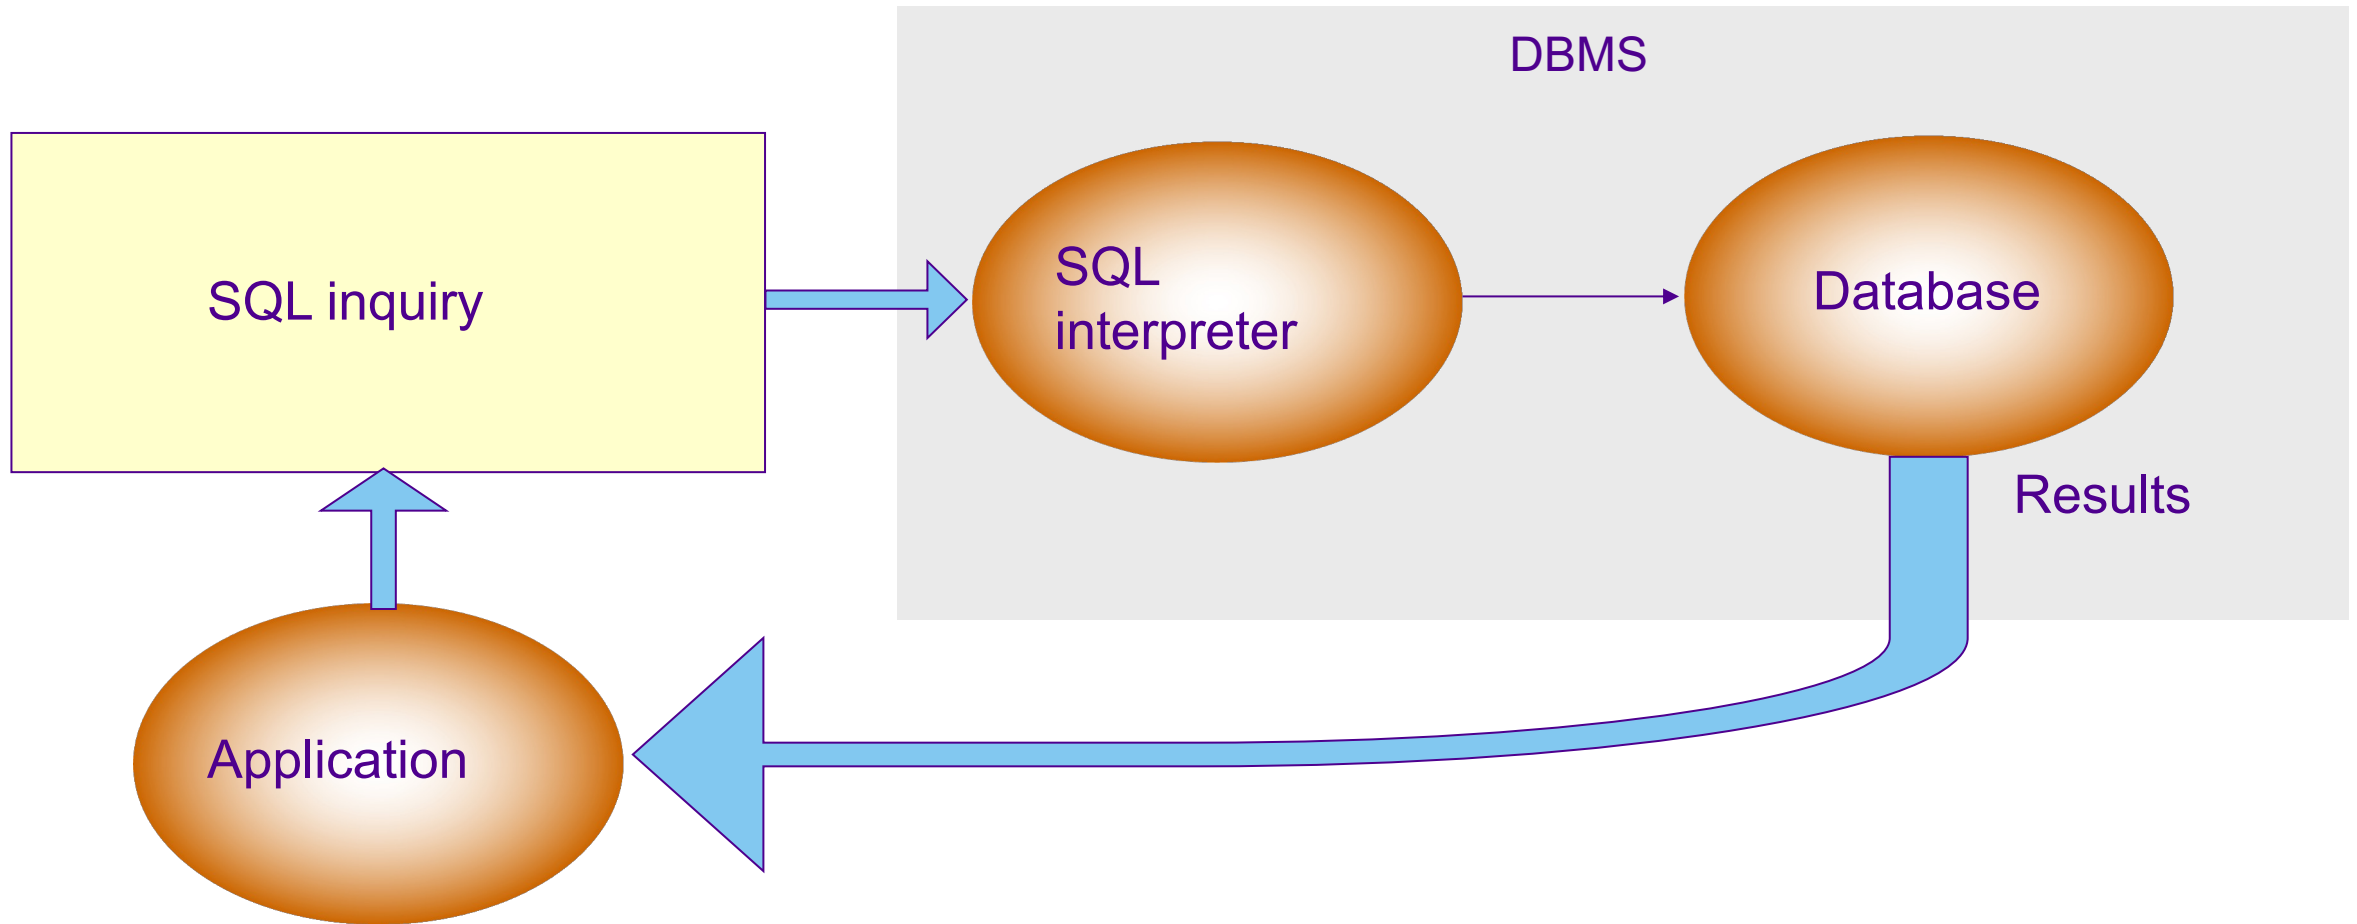 DBMS
SQL inquiry
SQL
interpreter
Database
Results
Application